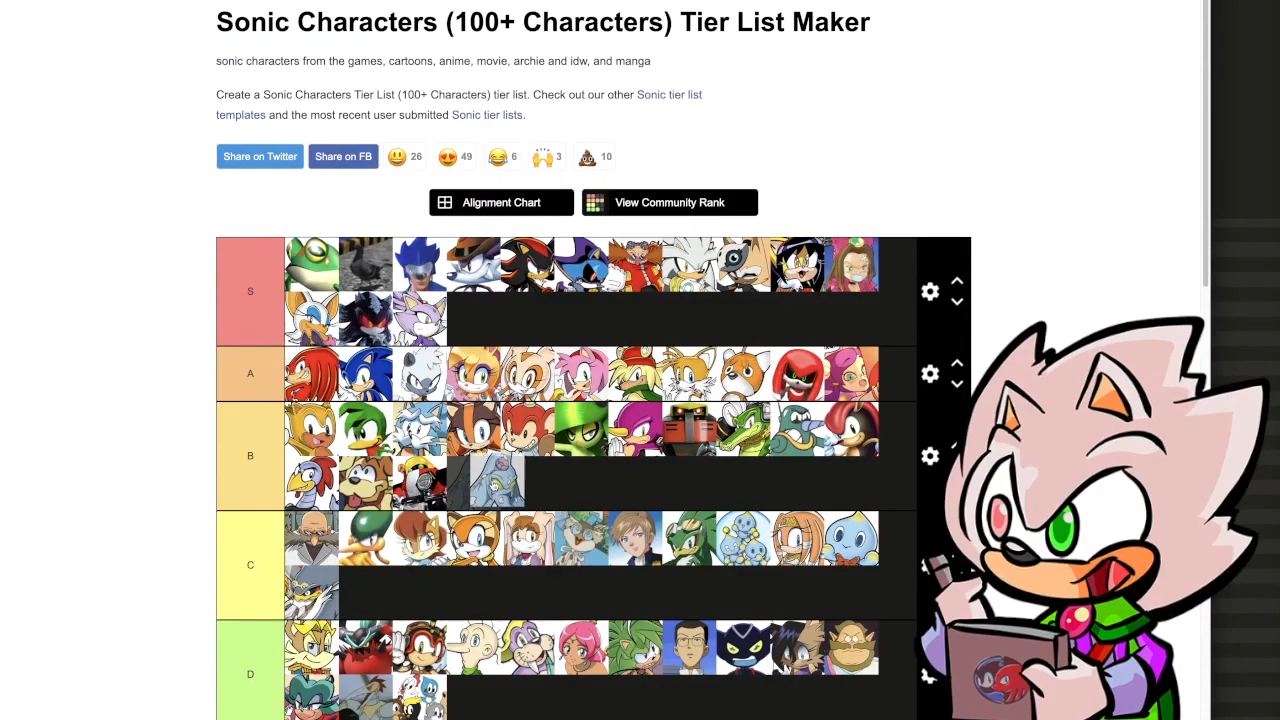 Sonic Characters (100+ Characters) Tier List Maker
sonic characters from the games, cartoons, anime, movie, archie and idw, and manga
Create a Sonic Characters Tier List (100+ Characters) tier list. Check out our other Sonic tier list
templates and the most recent user submitted Sonic tier lists.
Share on Twitter Share on FB 26 49 6 3 10
Alignment Chart View Community Rank
S
A
B
C
D